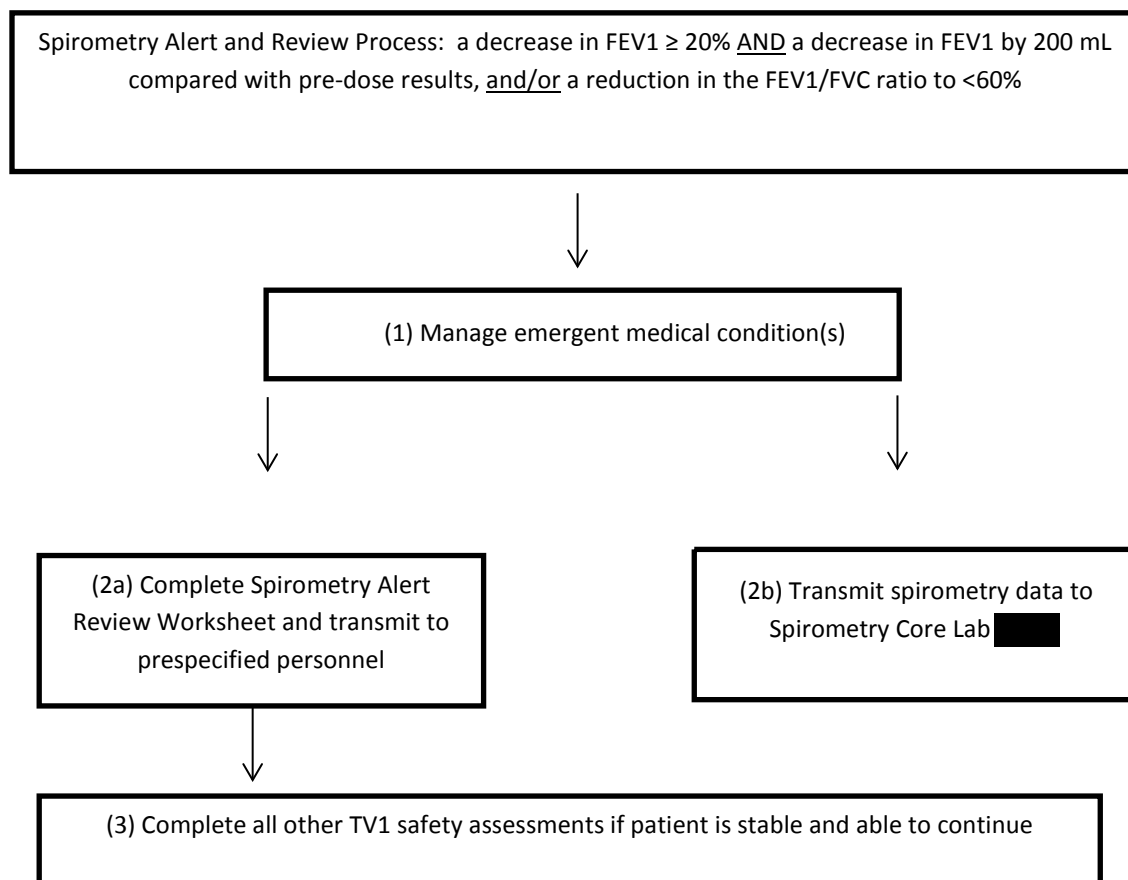 Spirometry Alert and Review Process:  a decrease in FEV1 ≥ 20% AND a decrease in FEV1 by 200 mL
compared with pre-dose results, and/or a reduction in the FEV1/FVC ratio to <60%
(1) Manage emergent medical condition(s)
(2a) Complete Spirometry Alert
Review Worksheet and transmit to
prespecified personnel
(2b) Transmit spirometry data to
Spirometry Core Lab
(3) Complete all other TV1 safety assessments if patient is stable and able to continue